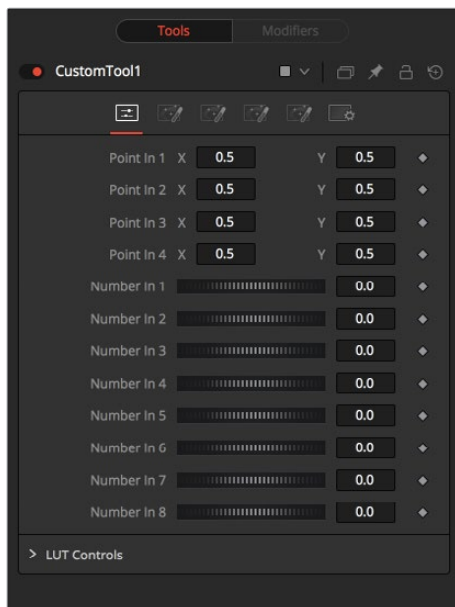 Tools Modifiers
CustomTool1
Point In 1 X 0.5 Y 0.5
Point In 2 X 0.5 Y 0.5
Point In 3 X 0.5 Y 0.5
Point In 4 X 0.5 Y 0.5
Number In 1 0.0
Number In 2 0.0
Number In 3 0.0
Number In 4 0.0
Number In 5 0.0
Number In 6 0.0
Number In 7 0.0
Number In 8 0.0
> LUT Controls